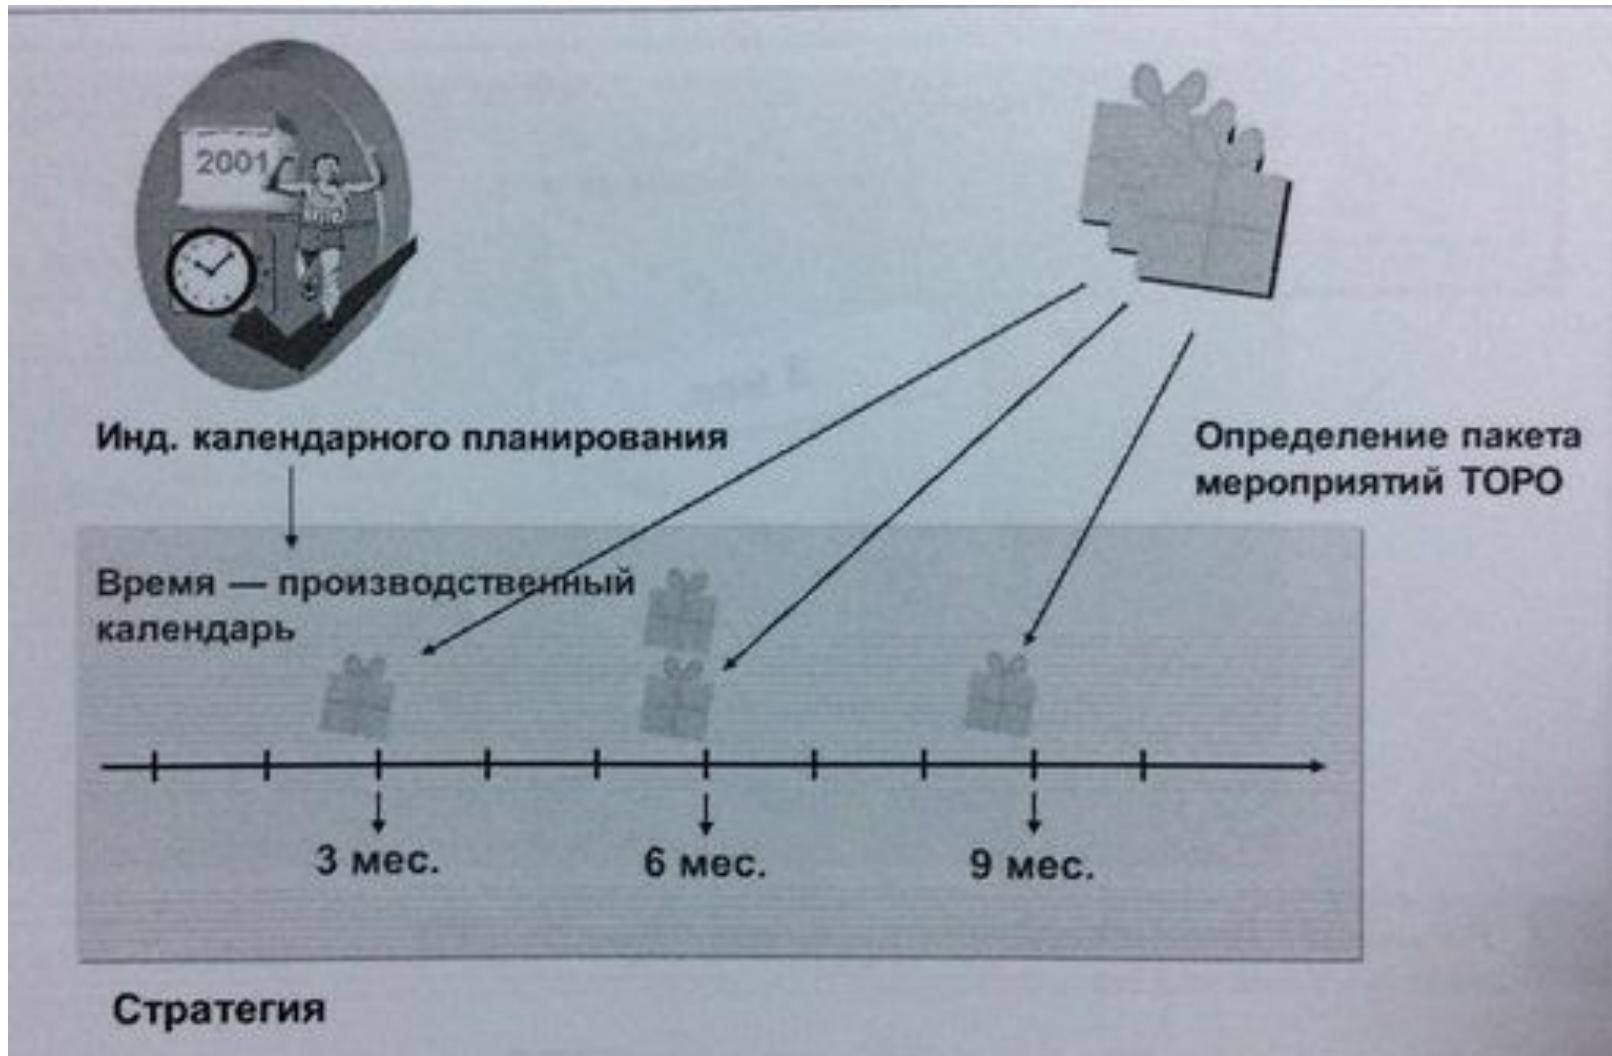 2001
Инд. календарного планирования
Определение пакета
мероприятий ТОРО
Время — производственный
календарь
3 мес.
6 мес.
9 мес.
Стратегия